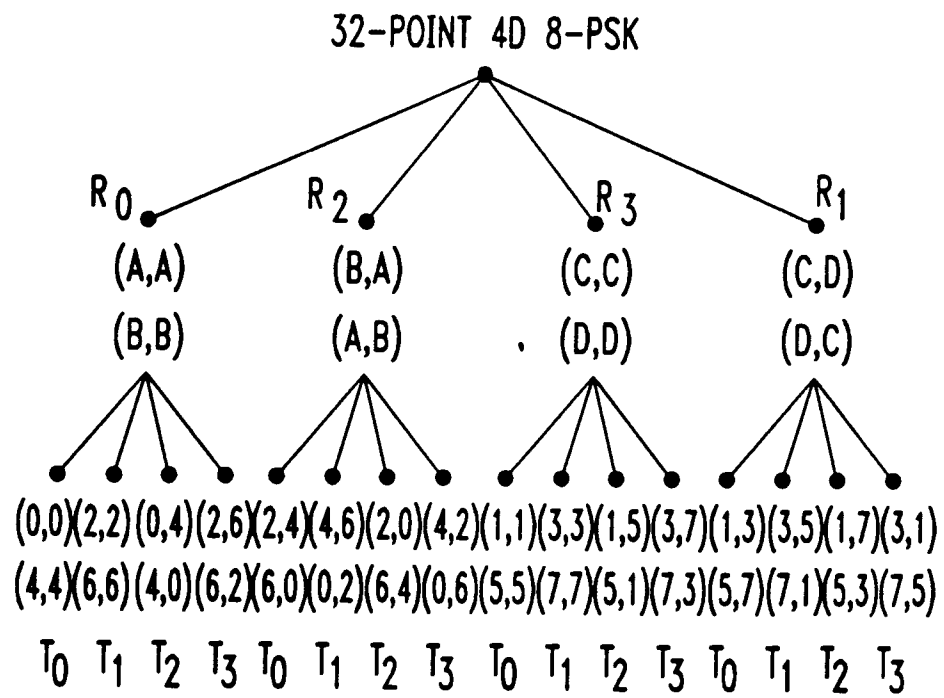 32-POINT 4D 8-PSK
R0 R2 R3 R1
(A,A) (B,A) (C,C) (C,D)
(B,B) (A,B) (D,D) (D,C)
(0,0)(2,2)(0,4)(2,6)(2,4)(4,6)(2,0)(4,2)(1,1)(3,3)(1,5)(3,7)(1,3)(3,5)(1,7)(3,1)
(4,4)(6,6)(4,0)(6,2)(6,0)(0,2)(6,4)(0,6)(5,5)(7,7)(5,1)(7,3)(5,7)(7,1)(5,3)(7,5)
T0 T1 T2 T3 T0 T1 T2 T3 T0 T1 T2 T3 T0 T1 T2 T3